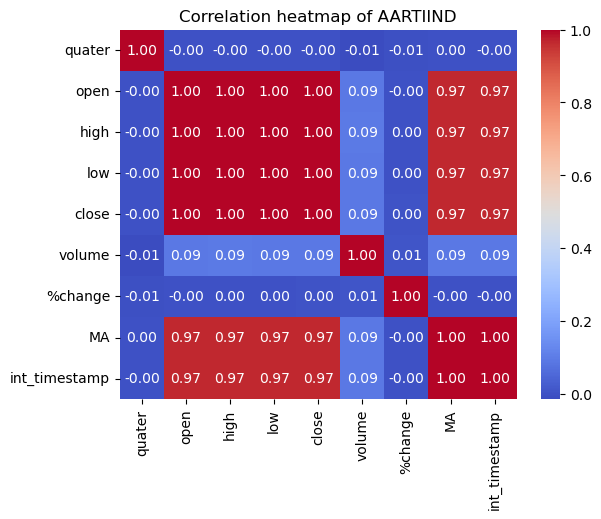 Correlation heatmap of AARTIIND
quater 1.00 -0.00 -0.00 -0.00 -0.00 -0.01 -0.01 0.00 -0.00
open -0.00 1.00 1.00 1.00 1.00 0.09 -0.00 0.97 0.97
high -0.00 1.00 1.00 1.00 1.00 0.09 0.00 0.97 0.97
low -0.00 1.00 1.00 1.00 1.00 0.09 0.00 0.97 0.97
close -0.00 1.00 1.00 1.00 1.00 0.09 0.00 0.97 0.97
volume -0.01 0.09 0.09 0.09 0.09 1.00 0.01 0.09 0.09
%change -0.01 -0.00 0.00 0.00 0.00 0.01 1.00 -0.00 -0.00
MA 0.00 0.97 0.97 0.97 0.97 0.09 -0.00 1.00 1.00
int_timestamp -0.00 0.97 0.97 0.97 0.97 0.09 -0.00 1.00 1.00
quater
open
high
low
close
volume
%change
MA
int_timestamp
1.0
0.8
0.6
0.4
0.2
0.0